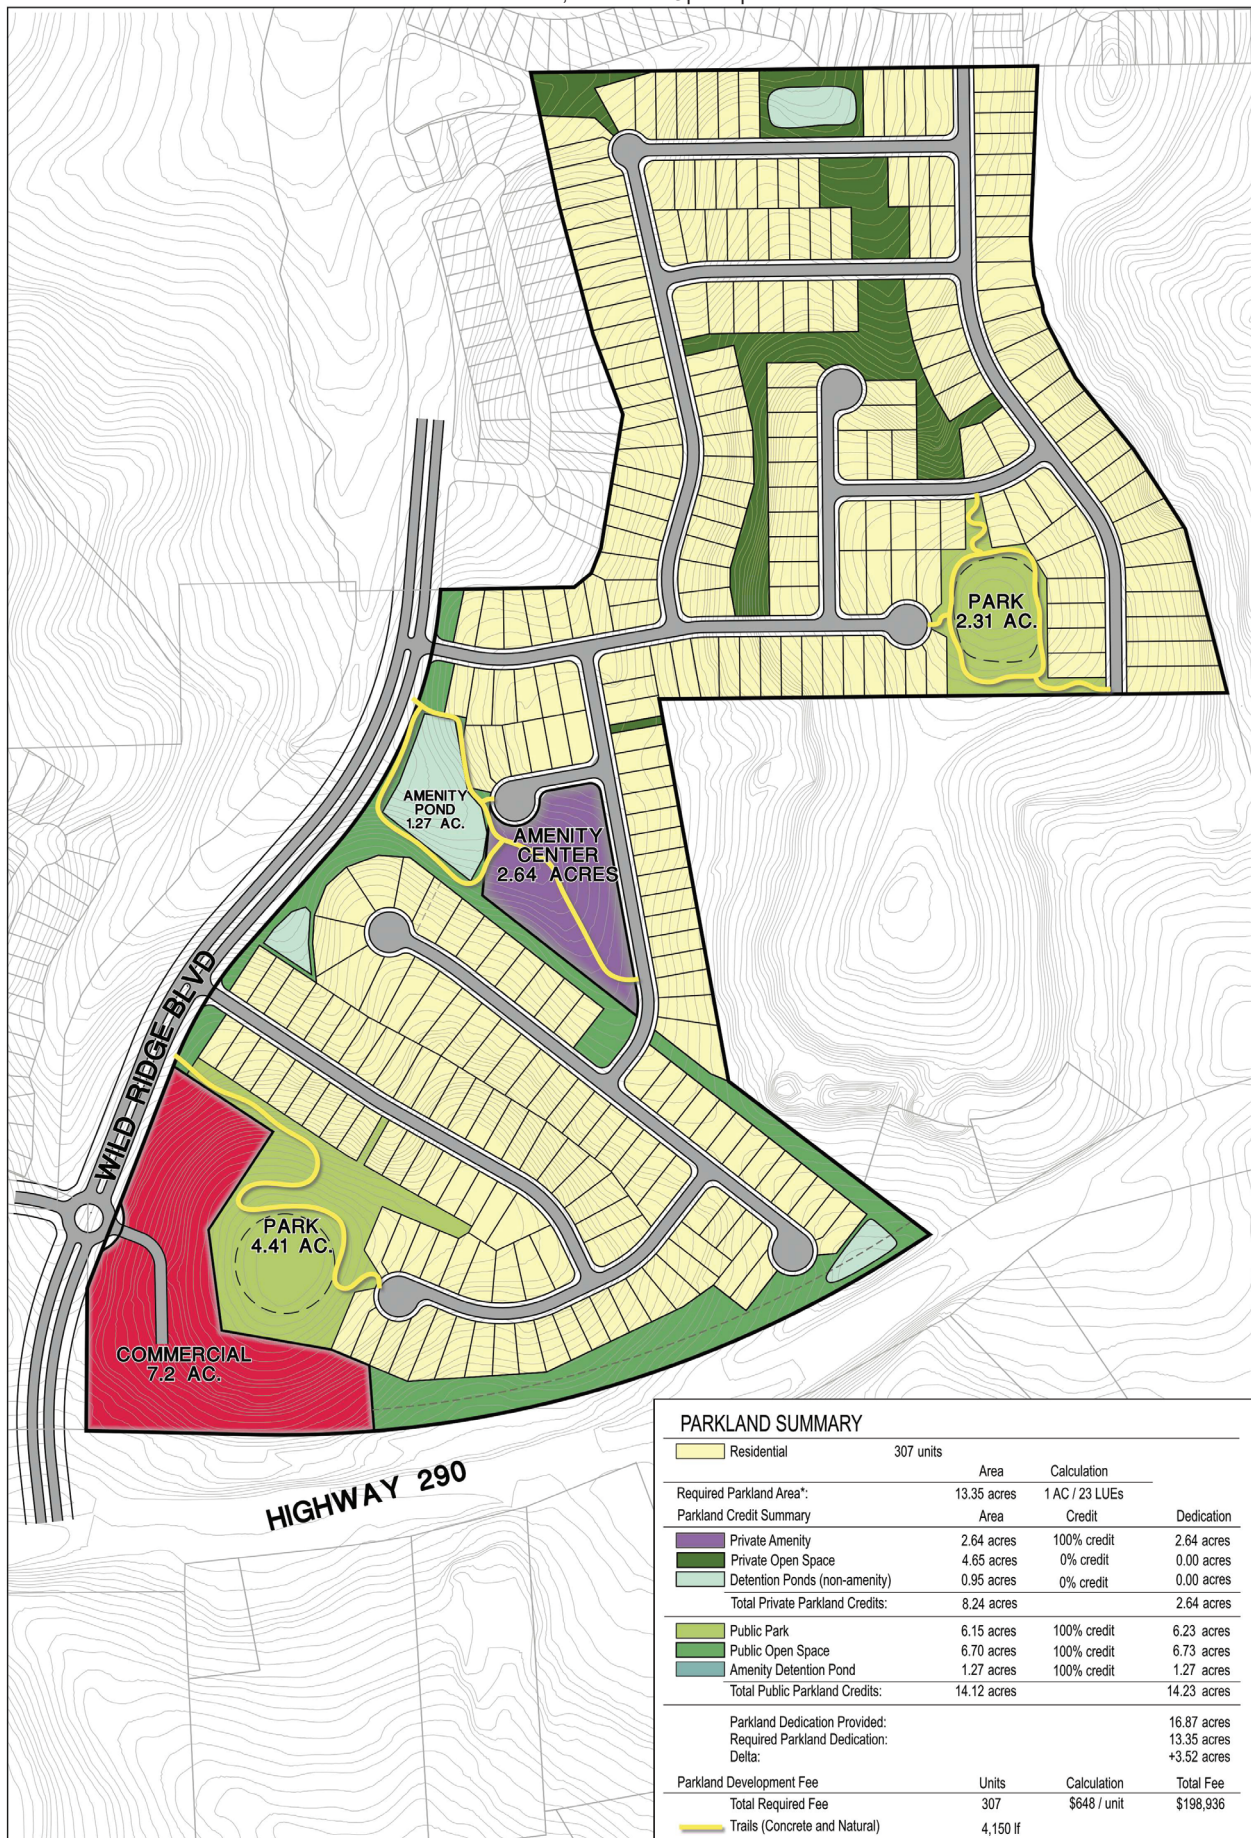 PARK
2.31 AC.
AMENITY
POND
1.27 AC.
AMENITY
CENTER
2.64 ACRES
WILD RIDGE BLVD
PARK
4.41 AC.
COMMERCIAL
7.2 AC.
HIGHWAY 290
PARKLAND SUMMARY
Residential 307 units
Area Calculation
Required Parkland Area*: 13.35 acres 1 AC / 23 LUEs
Parkland Credit Summary Area Credit Dedication
Private Amenity 2.64 acres 100% credit 2.64 acres
Private Open Space 4.65 acres 0% credit 0.00 acres
Detention Ponds (non-amenity) 0.95 acres 0% credit 0.00 acres
Total Private Parkland Credits: 8.24 acres 2.64 acres
Public Park 6.15 acres 100% credit 6.23 acres
Public Open Space 6.70 acres 100% credit 6.73 acres
Amenity Detention Pond 1.27 acres 100% credit 1.27 acres
Total Public Parkland Credits: 14.12 acres 14.23 acres
Parkland Dedication Provided: 16.87 acres
Required Parkland Dedication: 13.35 acres
Delta: +3.52 acres
Parkland Development Fee Units Calculation Total Fee
Total Required Fee 307 $648 / unit $198,936
Trails (Concrete and Natural) 4,150 lf